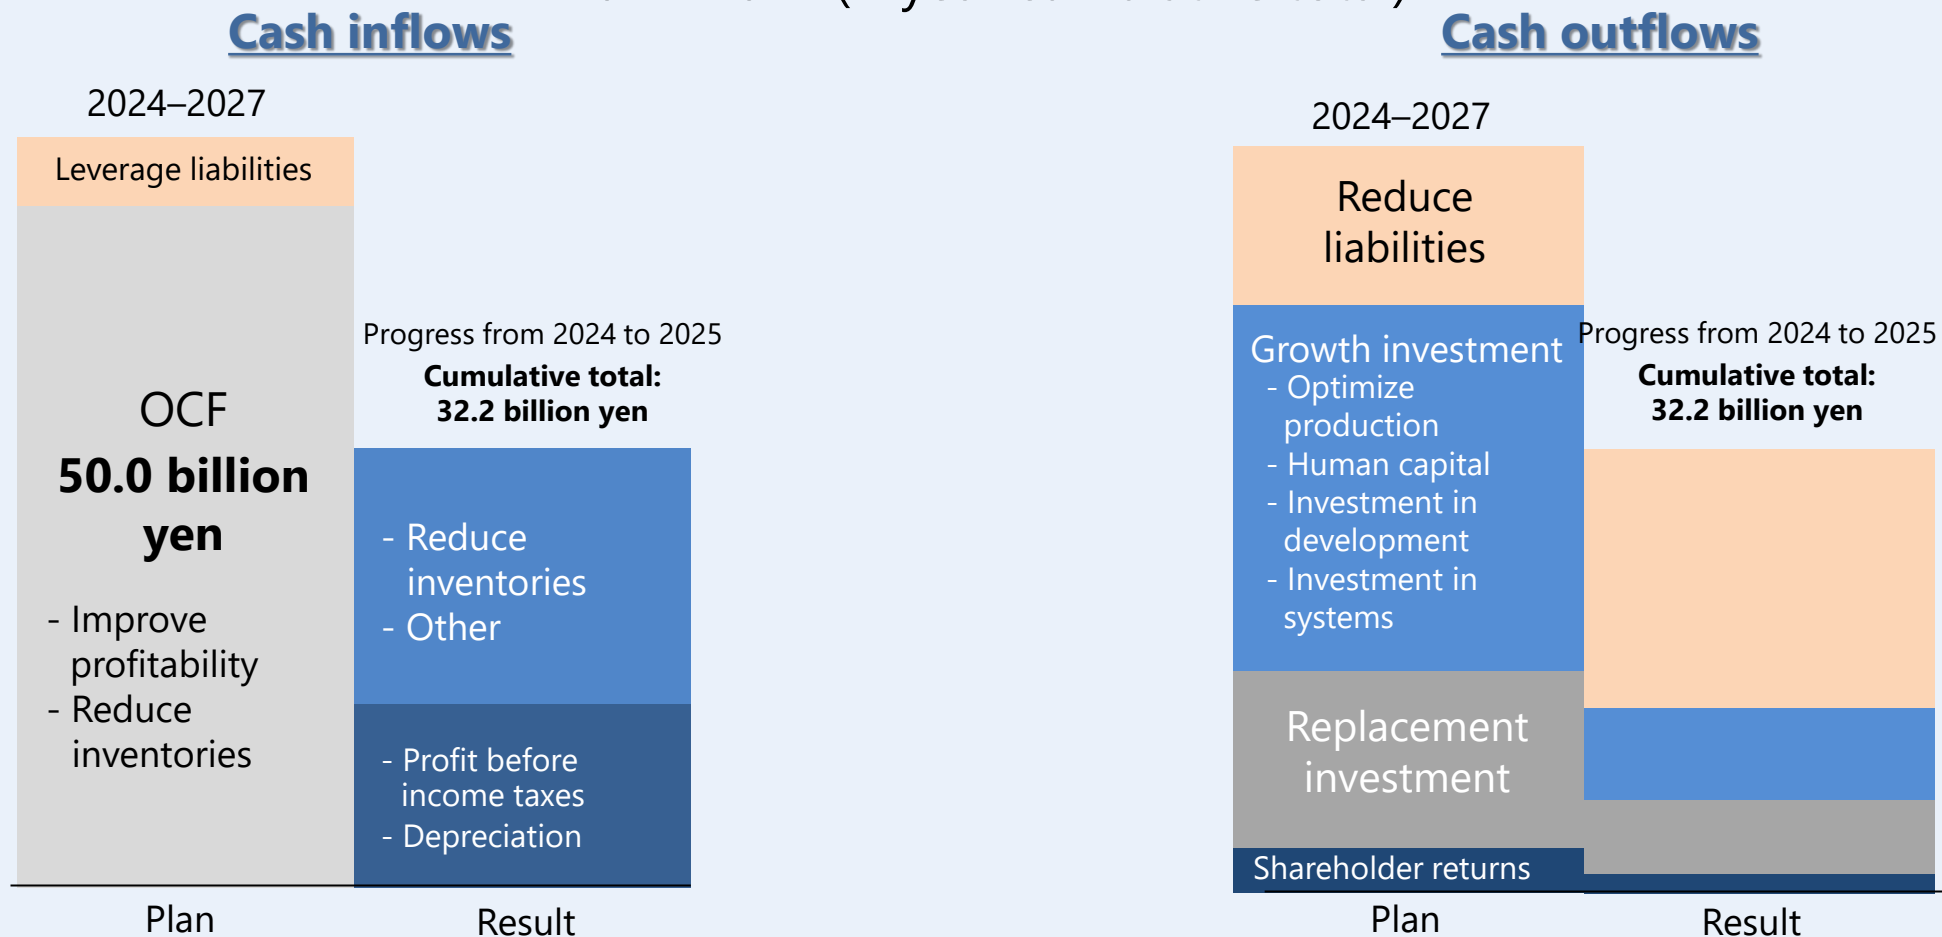 Cash inflows
2024–2027
Leverage liabilities
OCF
50.0 billion
yen
- Improve
profitability
- Reduce
inventories
Progress from 2024 to 2025
Cumulative total:
32.2 billion yen
- Reduce
inventories
- Other
- Profit before
income taxes
- Depreciation
Plan
Result
Cash outflows
2024–2027
Reduce
liabilities
Growth investment
- Optimize
production
- Human capital
- Investment in
development
- Investment in
systems
Replacement
investment
Shareholder returns
Progress from 2024 to 2025
Cumulative total:
32.2 billion yen
Plan
Result